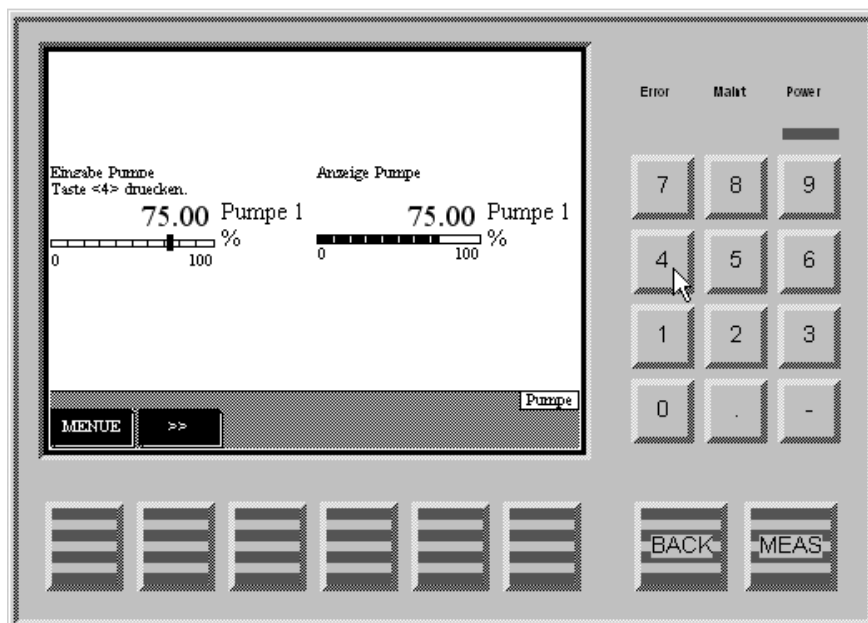 Error Maint Power
Eingabe Pumpe
Taste <4> druecken.
75.00 Pumpe 1
%
0 100
Anzeige Pumpe
75.00 Pumpe 1
%
0 100
Pumpe
MENUE >>
7 8 9
4 5 6
1 2 3
0 . -
BACK MEAS